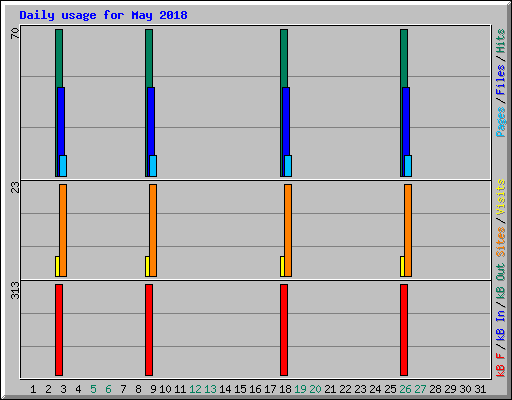 Daily usage for May 2018
70
23
313
Pages / Files / Hits
Sites / Visits
kB F / kB In / kB Out
1 2 3 4 5 6 7 8 9 10 11 12 13 14 15 16 17 18 19 20 21 22 23 24 25 26 27 28 29 30 31